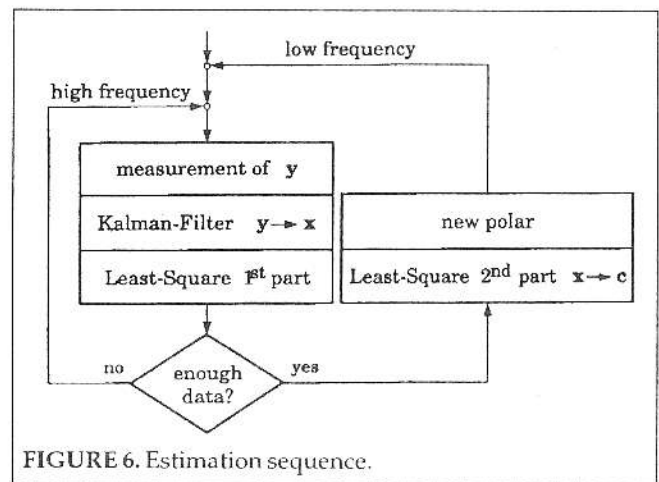 low frequency
high frequency
measurement of y
Kalman-Filter y→x
Least-Square 1st part
new polar
Least-Square 2nd part x→c
no
enough
data?
yes
FIGURE 6. Estimation sequence.